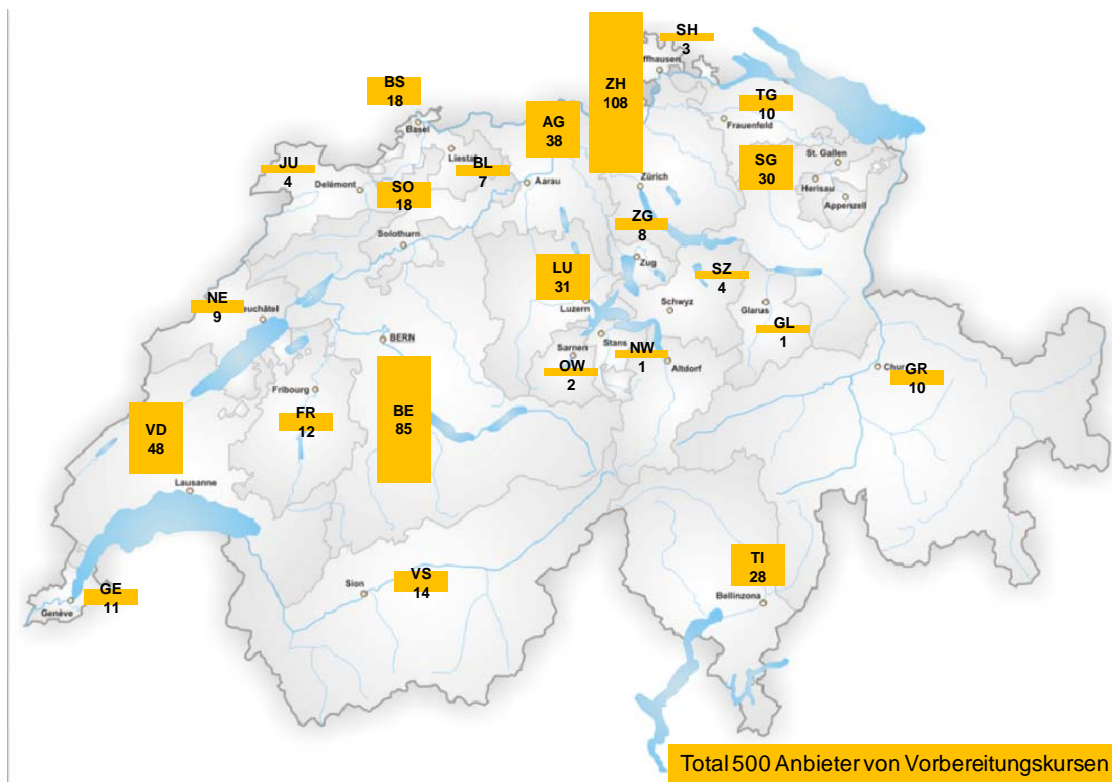 SH
3
ffhausen
ZH
108
BS
18
Basel
TG
10
Frauenfeld
AG
38
JU
4
Delémont
Liestal
BL
7
SO
18
Aarau
Zürich
SG
30
St. Gallen
Herisau
Appenzell
Solothurn
ZG
8
Zug
LU
31
Luzern
SZ
4
Schwyz
Glarus
GL
1
NE
9
euchâtel
BERN
Stans
Sarnen
OW
2
NW
1
Altdorf
Chur
GR
10
Fribourg
FR
12
BE
85
VD
48
Lausanne
GE
11
Genève
Sion
VS
14
TI
28
Bellinzona
Total 500 Anbieter von Vorbereitungskursen